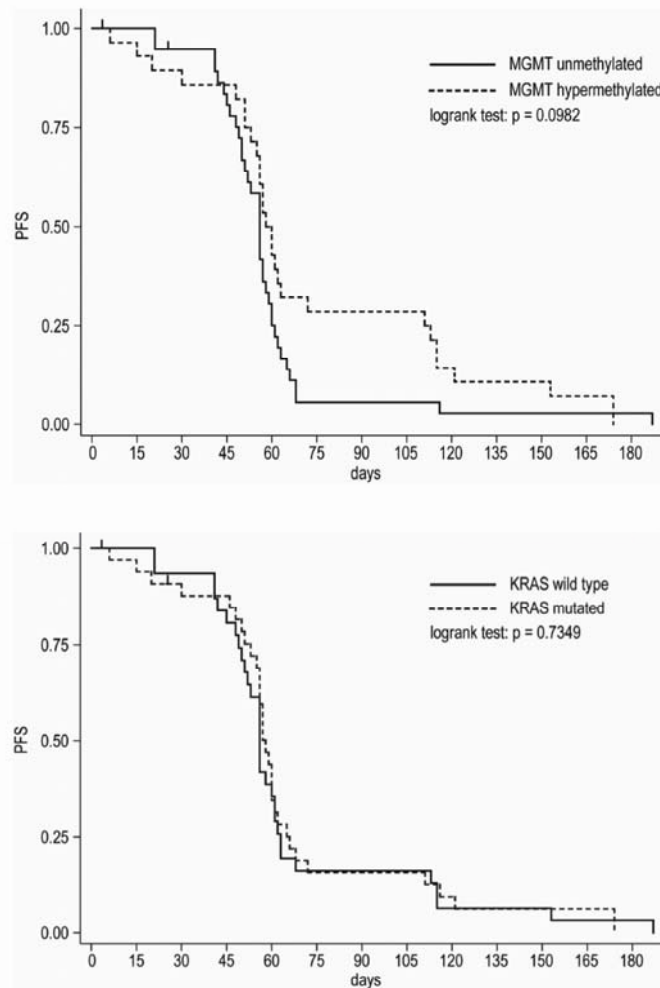 1.00
0.75
0.50
0.25
0.00
PFS
MGMT unmethylated
MGMT hypermethylated
logrank test: p = 0.0982
0 15 30 45 60 75 90 105 120 135 150 165 180
days
1.00
0.75
0.50
0.25
0.00
PFS
KRAS wild type
KRAS mutated
logrank test: p = 0.7349
0 15 30 45 60 75 90 105 120 135 150 165 180
days